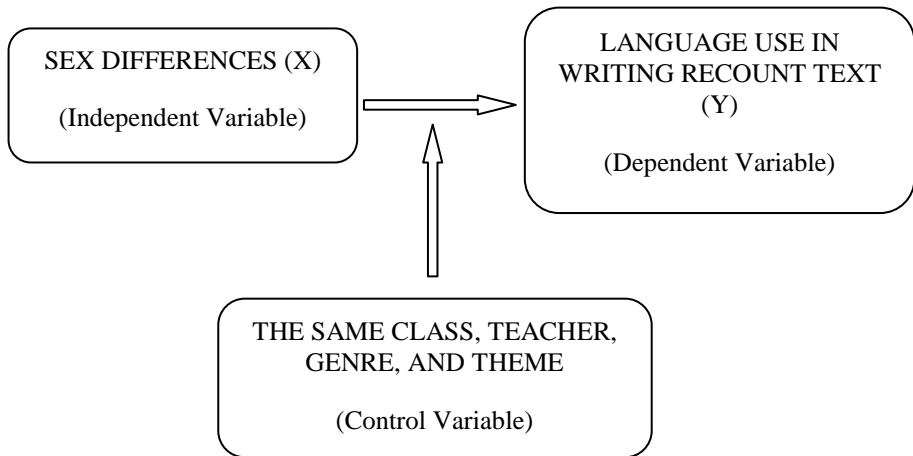 SEX DIFFERENCES (X)
(Independent Variable)
LANGUAGE USE IN
WRITING RECOUNT TEXT
(Y)
(Dependent Variable)
THE SAME CLASS, TEACHER,
GENRE, AND THEME
(Control Variable)